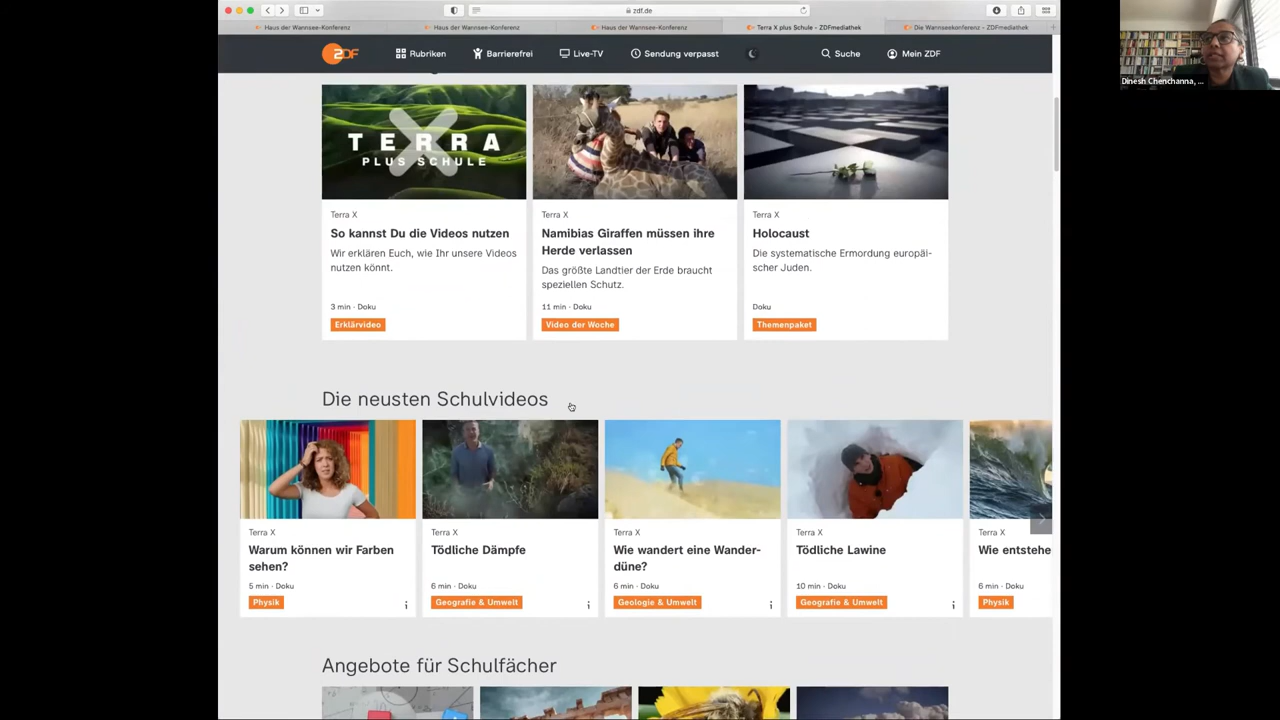 zdf.de
Haus der Wannsee-Konferenz
Haus der Wannsee-Konferenz
Haus der Wannsee-Konferenz
Terra X plus Schule - ZDFmediathek
Die Wannseekonferenz - ZDFmediathek
ZDF
Rubriken
Barrierefrei
Live-TV
Sendung verpasst
Suche
Mein ZDF
Dinesh Chenchanna, ...
TERRA X
PLUS SCHULE
Terra X
So kannst Du die Videos nutzen
Wir erklären Euch, wie Ihr unsere Videos
nutzen könnt.
3 min · Doku
Erklärvideo
Terra X
Namibias Giraffen müssen ihre
Herde verlassen
Das größte Landtier der Erde braucht
speziellen Schutz.
11 min · Doku
Video der Woche
Terra X
Holocaust
Die systematische Ermordung europäi-
scher Juden.
Doku
Themenpaket
Die neusten Schulvideos
Terra X
Warum können wir Farben
sehen?
5 min · Doku
Physik
Terra X
Tödliche Dämpfe
6 min · Doku
Geografie & Umwelt
Terra X
Wie wandert eine Wander-
düne?
6 min · Doku
Geologie & Umwelt
Terra X
Tödliche Lawine
10 min · Doku
Geografie & Umwelt
Terra X
Wie entstehe
6 min · Doku
Physik
Angebote für Schulfächer